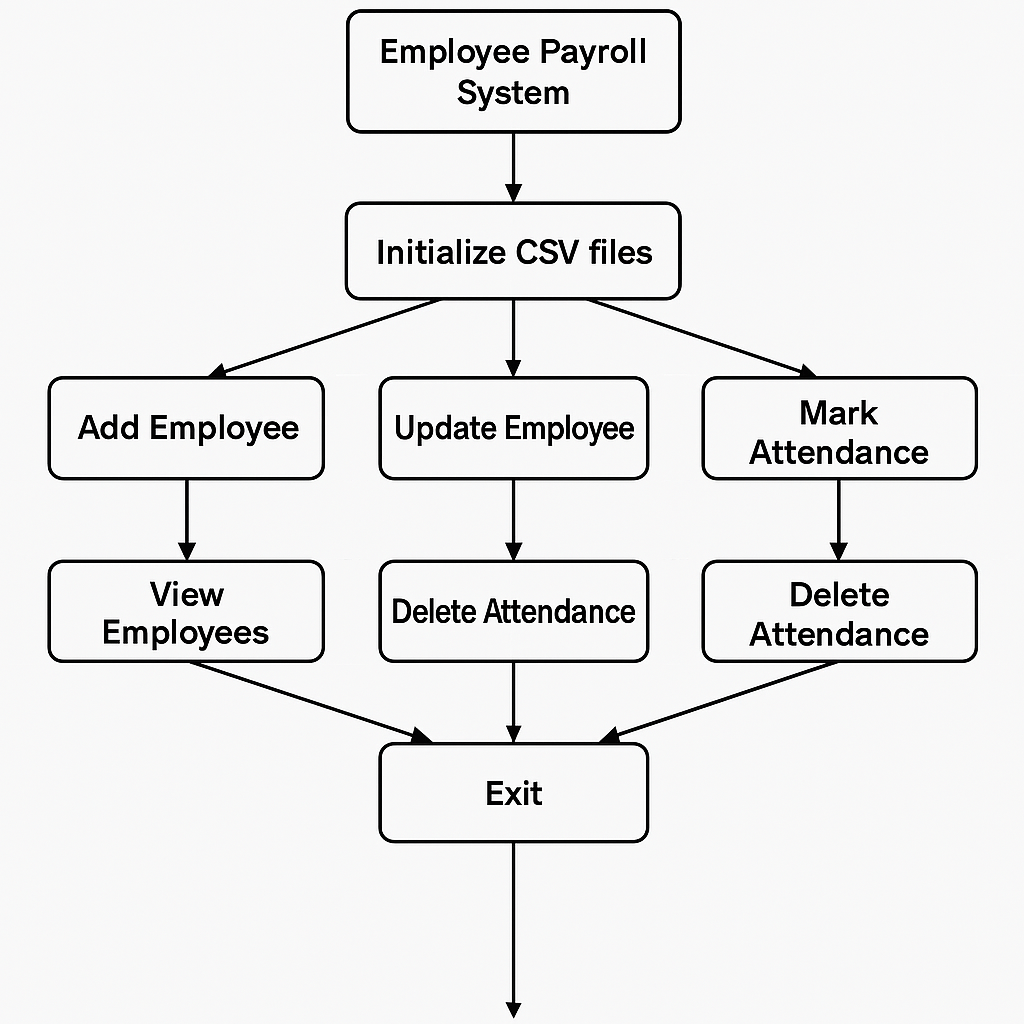 Employee Payroll
System
Initialize CSV files
Add Employee
Update Employee
Mark
Attendance
View
Employees
Delete Attendance
Delete
Attendance
Exit